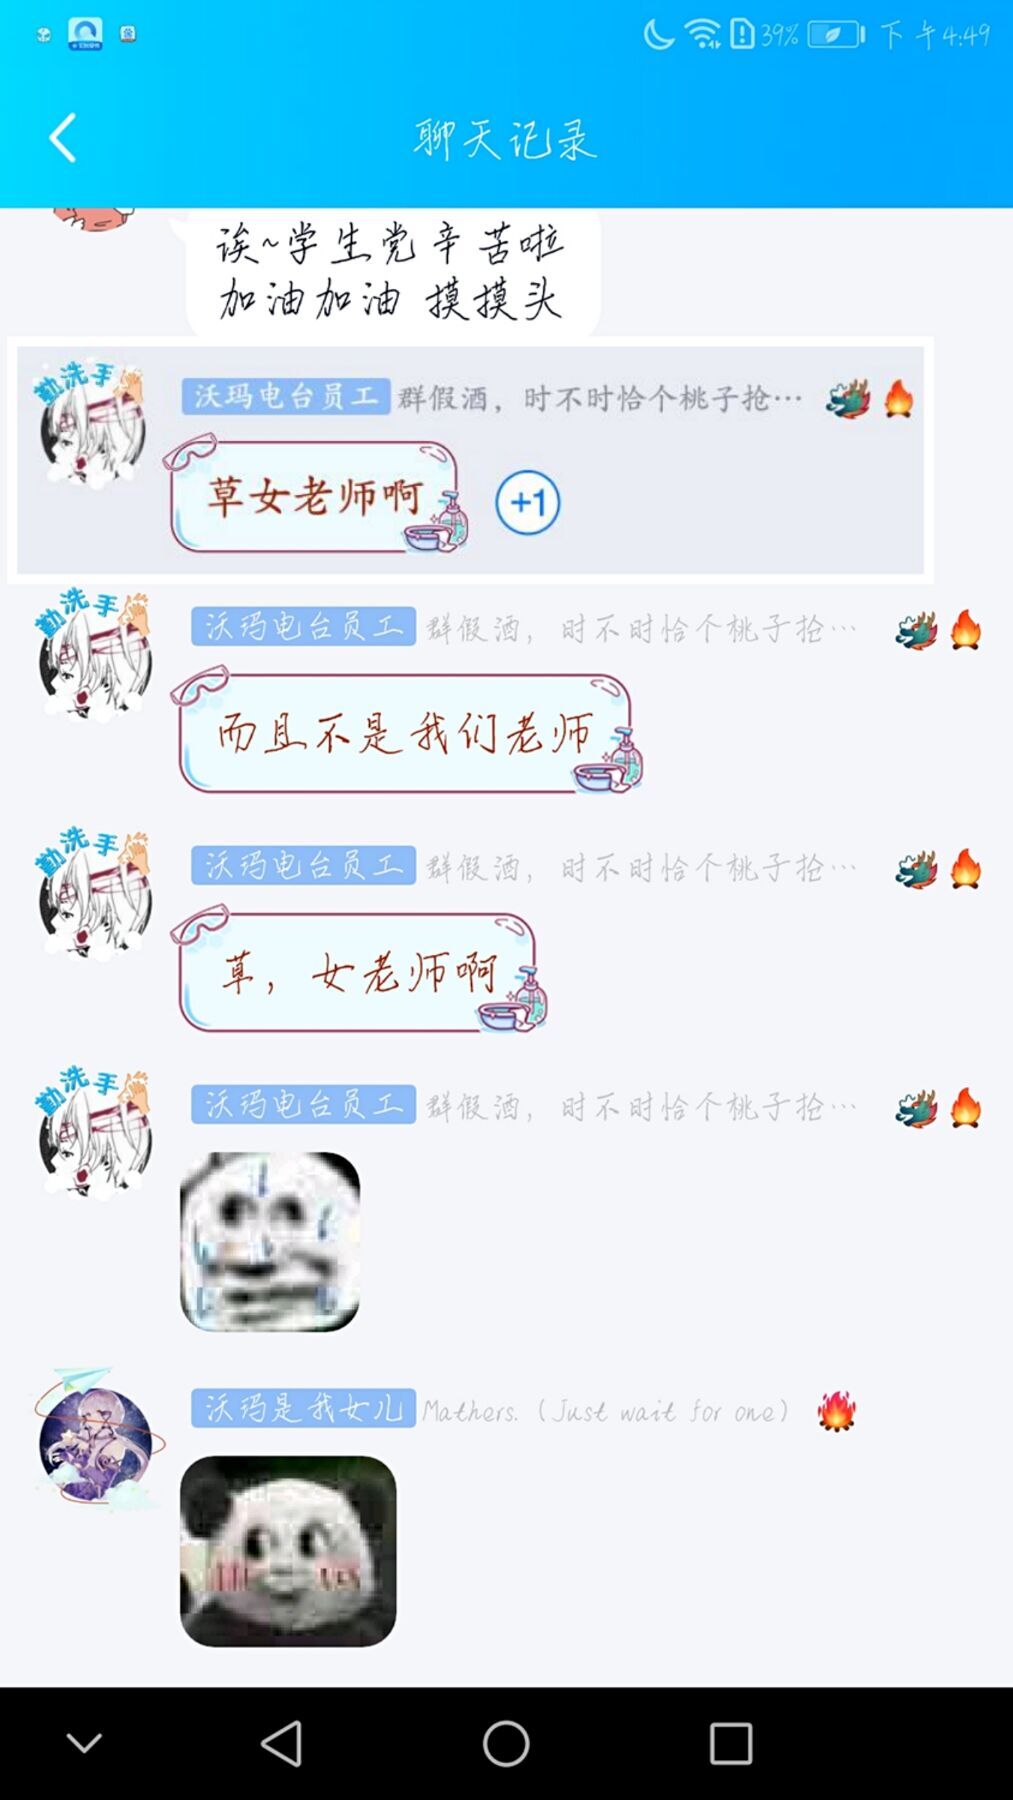 39% 下午4:49
聊天记录
诶~学生党辛苦啦
加油加油 摸摸头
勤洗手
沃玛电台员工 群假酒，时不时恰个桃子抢…
草女老师啊
+1
勤洗手
沃玛电台员工 群假酒，时不时恰个桃子抢…
而且不是我们老师
勤洗手
沃玛电台员工 群假酒，时不时恰个桃子抢…
草，女老师啊
勤洗手
沃玛电台员工 群假酒，时不时恰个桃子抢…
沃玛是我女儿 Mathers.（Just wait for one）